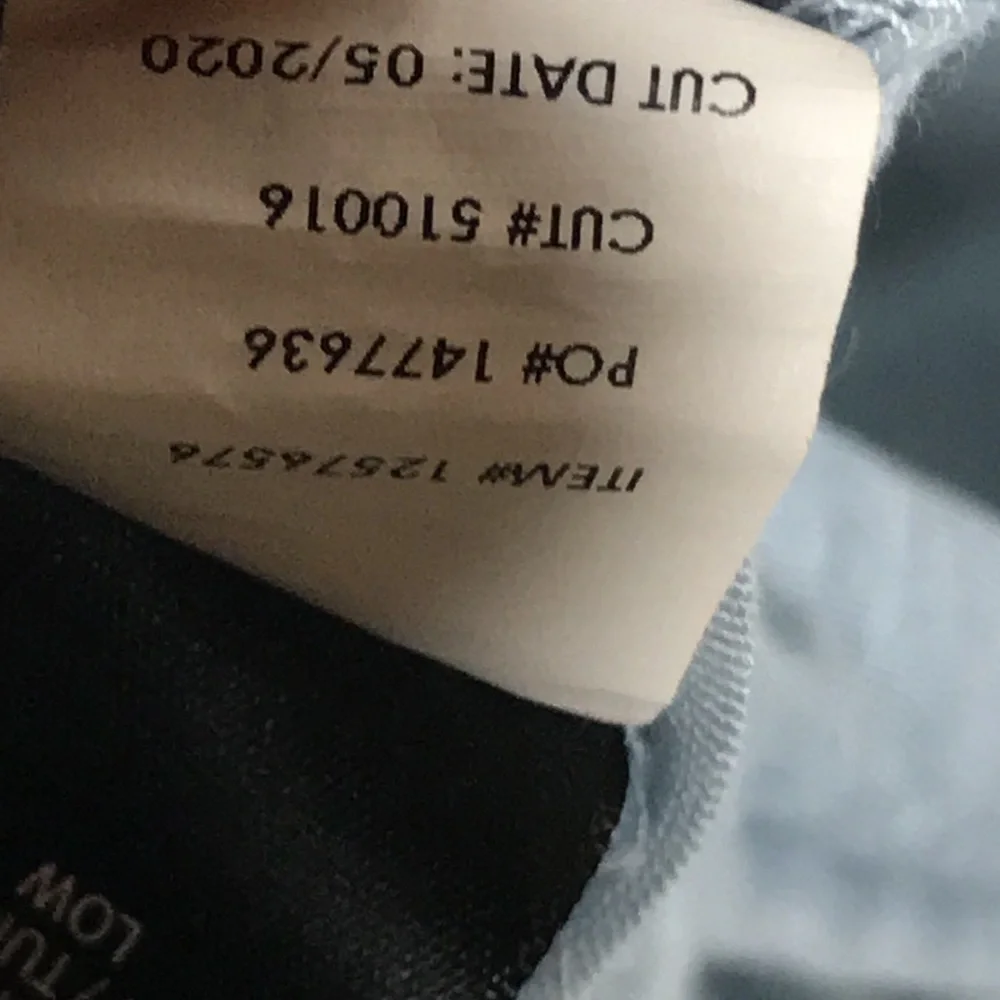 LOW
ITEM# 12576576
PO# 1477636
CUT# 510016
CUT DATE: 05/2020